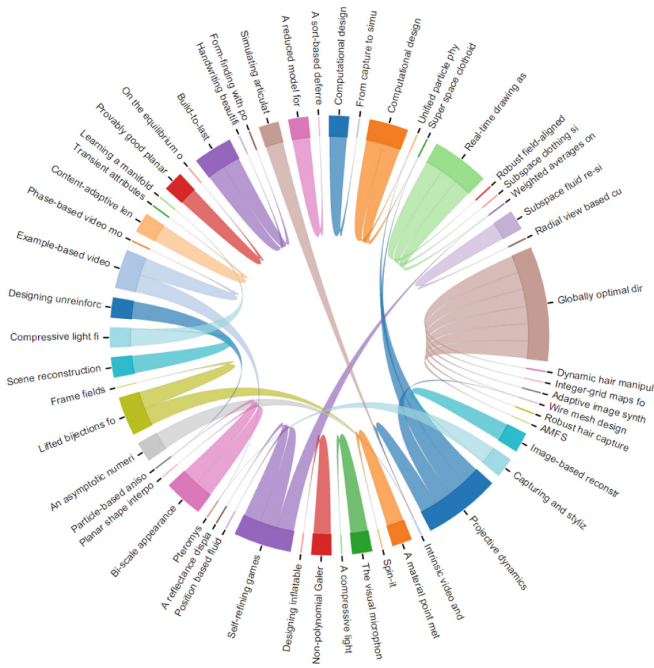 Computational design
From capture to simu
Computational design
Unified particle phy
Super space clothoid
Real-time drawing as
Robust field-aligned
Subspace clothing si
Weighted averages on
Subspace fluid re-si
Radial view based cu
Globally optimal dir
Dynamic hair manipul
Integer-grid maps fo
Adaptive image synth
Wire mesh design
Robust hair capture
AMFS
Image-based reconstr
Capturing and styliz
Projective dynamics
Intrinsic video and
A material point met
Spin-it
The visual microphon
A compressive light
Non-polynomial Galer
Designing inflatable
Self-refining games
Position based fluid
A reflectance displa
Pteromys
Bi-scale appearance
Planar shape interpo
Particle-based aniso
An asymptotic numeri
Lifted bijections fo
Frame fields
Scene reconstruction
Compressive light fi
Designing unreinforc
Example-based video
Phase-based video mo
Content-adaptive len
Transient attributes
Learning a manifold
Provably good planar
On the equilibrium o
Build-to-last
Handwriting beautifi
Form-finding with po
Simulating articulat
A reduced model for
A sort-based deferre